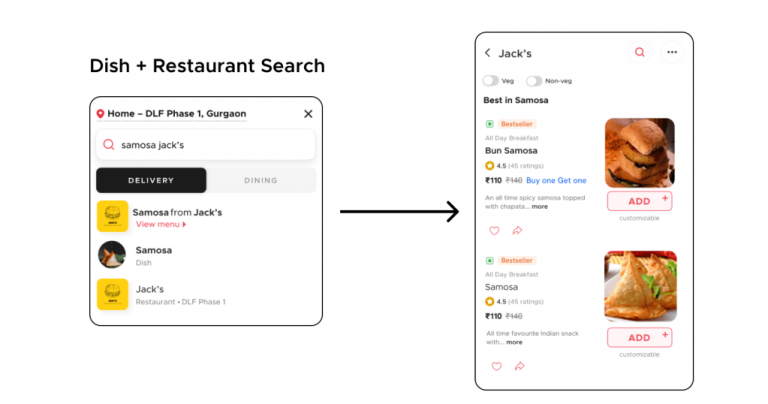 Dish + Restaurant Search
Home – DLF Phase 1, Gurgaon
samosa jack's
DELIVERY
DINING
Samosa from Jack's
View menu
Samosa
Dish
Jack's
Restaurant • DLF Phase 1
Jack's
Veg
Non-veg
Best in Samosa
Bestseller
All Day Breakfast
Bun Samosa
4.5 (45 ratings)
₹110 ₹140 Buy one Get one
An all time spicy samosa topped
with chapata... more
ADD +
customizable
Bestseller
All Day Breakfast
Samosa
4.5 (45 ratings)
₹110 ₹140
All time favourite Indian snack
with... more
ADD +
customizable